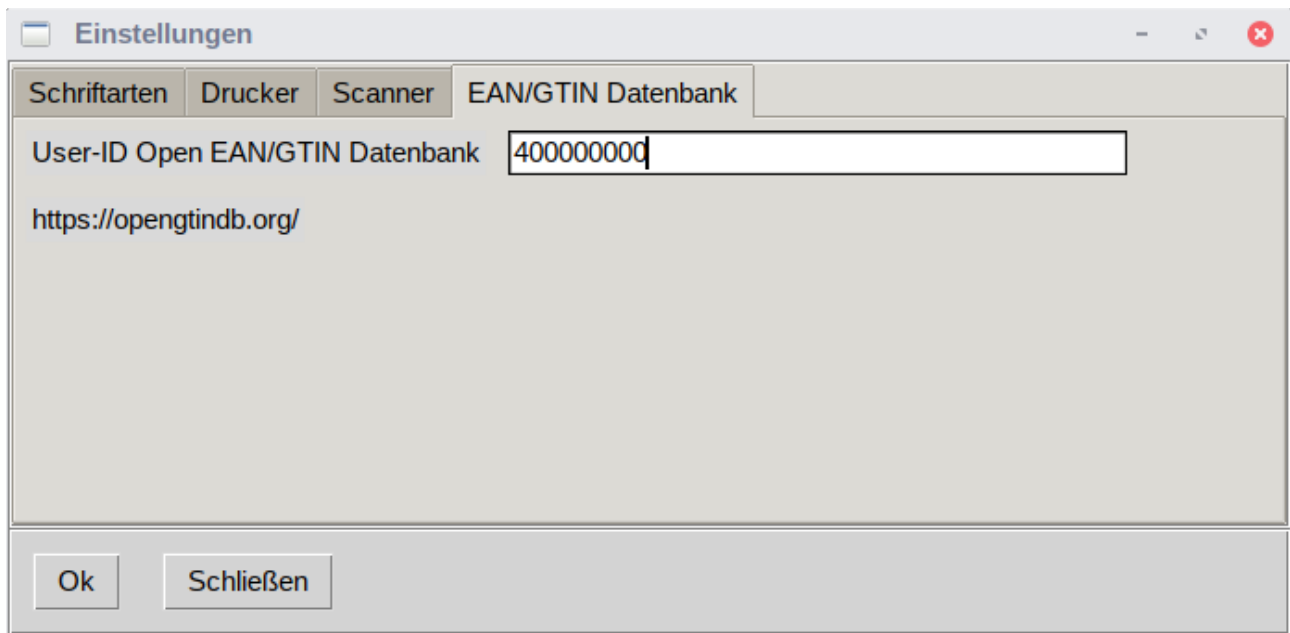 Einstellungen
Schriftarten Drucker Scanner EAN/GTIN Datenbank
User-ID Open EAN/GTIN Datenbank 400000000
https://opengtindb.org/
Ok Schließen